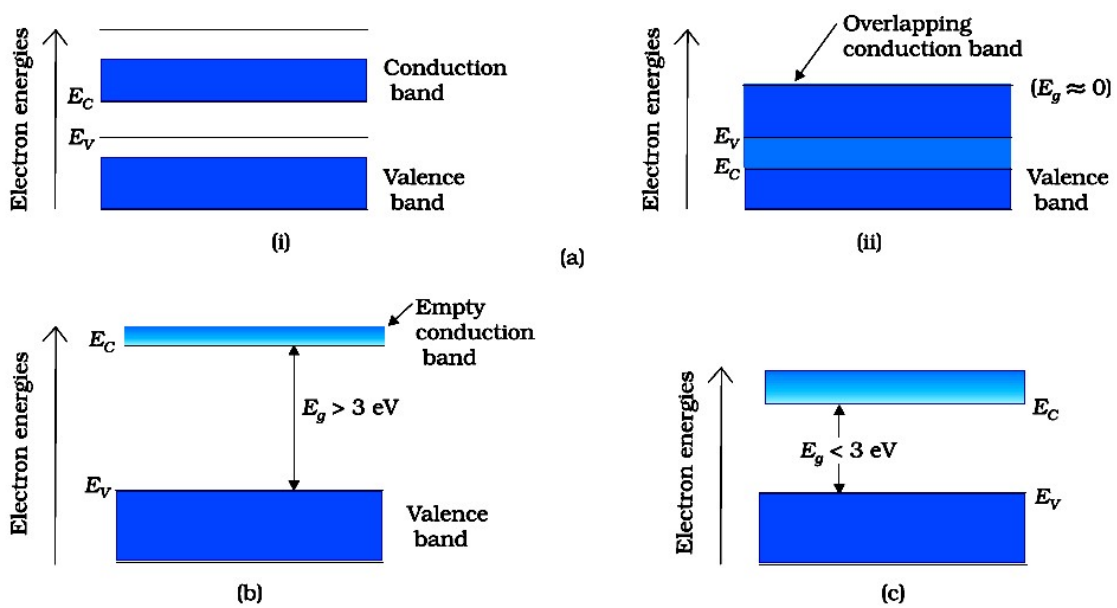 Electron energies
Conduction
band
E_C
E_V
Valence
band
(i)
Electron energies
Overlapping
conduction band
(E_g ≈ 0)
E_V
E_C
Valence
band
(ii)
(a)
Electron energies
Empty
conduction
band
E_C
E_g > 3 eV
E_V
Valence
band
(b)
Electron energies
E_C
E_g < 3 eV
E_V
(c)